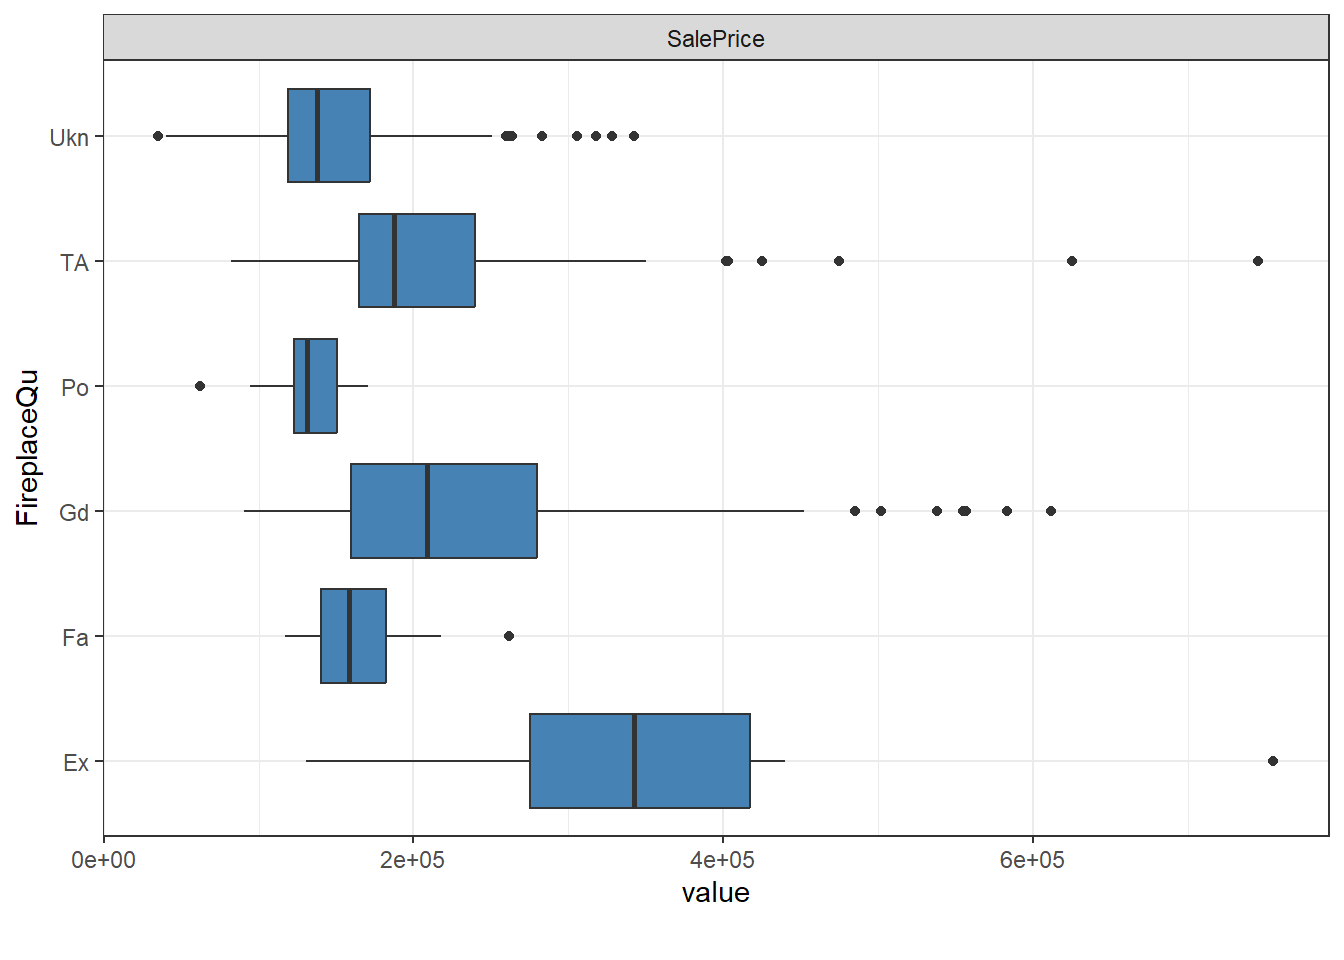 SalePrice
Ukn
TA
Po
Gd
Fa
Ex
FireplaceQu
0e+00 2e+05 4e+05 6e+05
value